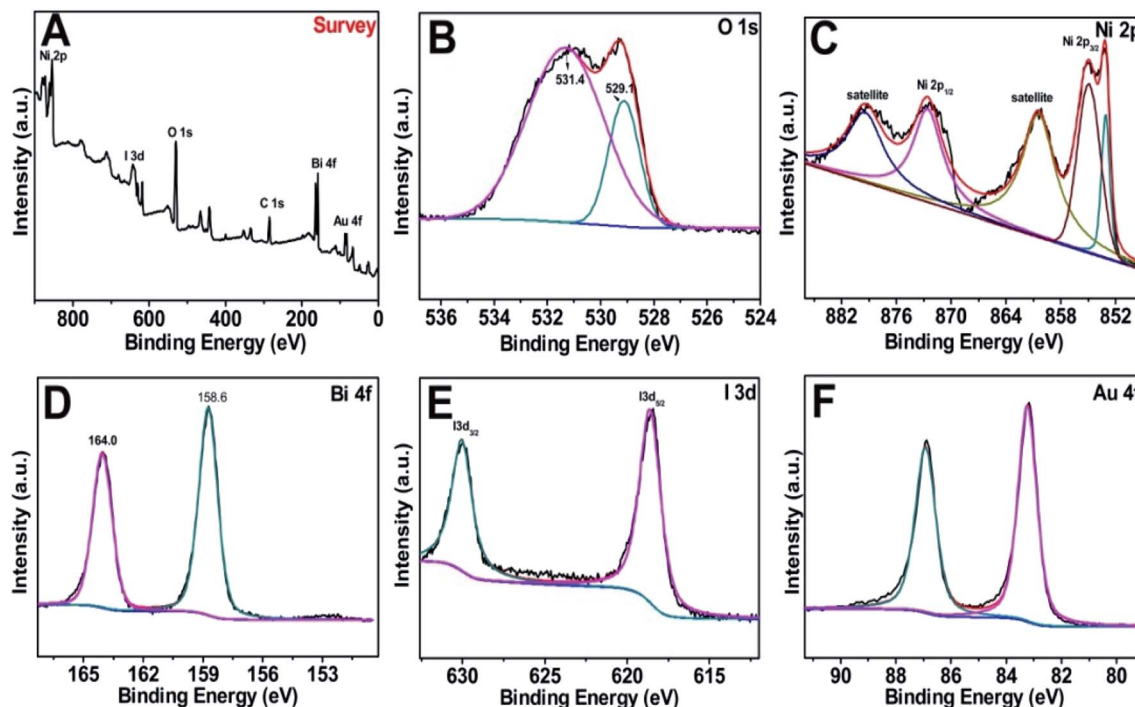 A
Survey
Ni 2p
O 1s
I 3d
Bi 4f
C 1s
Au 4f
Intensity (a.u.)
800 600 400 200 0
Binding Energy (eV)
B
O 1s
531.4
529.1
Intensity (a.u.)
536 534 532 530 528 526 524
Binding Energy (eV)
C
Ni 2p
Ni 2p3/2
Ni 2p1/2
satellite
satellite
Intensity (a.u.)
882 876 870 864 858 852
Binding Energy (eV)
D
Bi 4f
158.6
164.0
Intensity (a.u.)
165 162 159 156 153
Binding Energy (eV)
E
I 3d
I3d5/2
I3d3/2
Intensity (a.u.)
630 625 620 615
Binding Energy (eV)
F
Au 4f
Intensity (a.u.)
90 88 86 84 82 80
Binding Energy (eV)